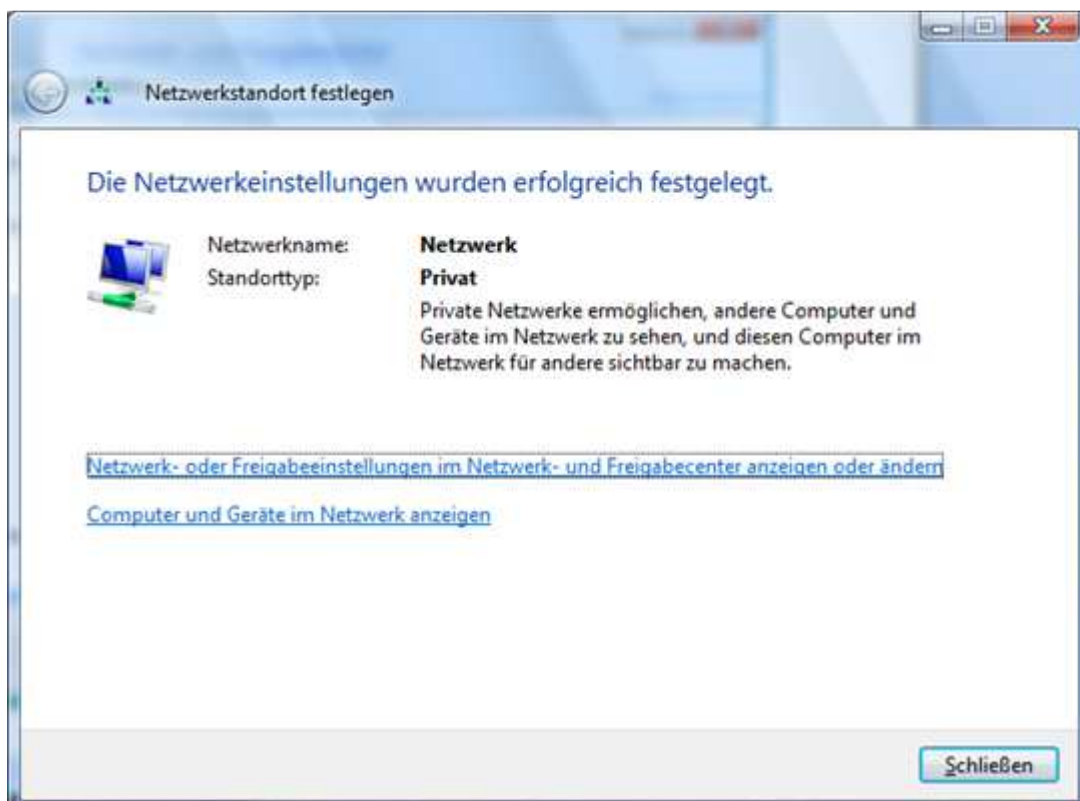 Netzwerkstandort festlegen
Die Netzwerkeinstellungen wurden erfolgreich festgelegt.
Netzwerkname: Netzwerk
Standorttyp: Privat
Private Netzwerke ermöglichen, andere Computer und
Geräte im Netzwerk zu sehen, und diesen Computer im
Netzwerk für andere sichtbar zu machen.
Netzwerk- oder Freigabeeinstellungen im Netzwerk- und Freigabecenter anzeigen oder ändern
Computer und Geräte im Netzwerk anzeigen
Schließen